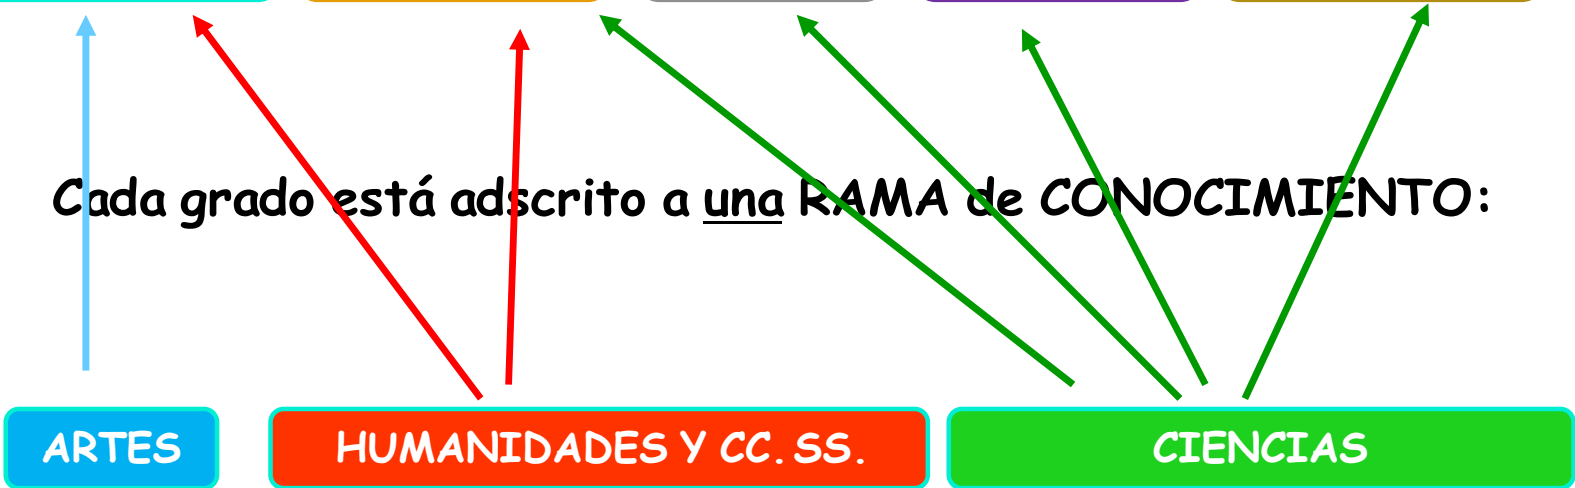 Cada grado está adscrito a una RAMA de CONOCIMIENTO:
ARTES
HUMANIDADES Y CC.SS.
CIENCIAS